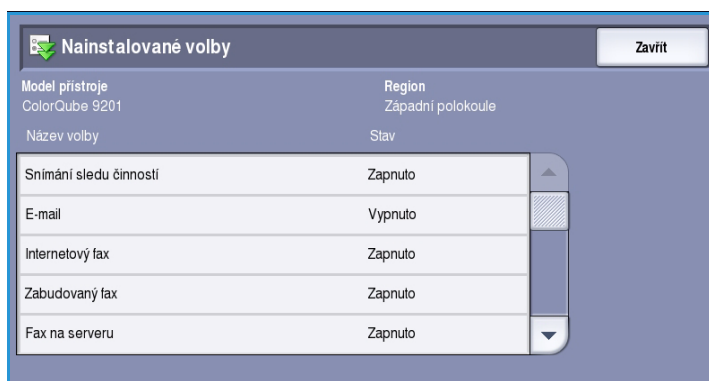 Nainstalované volby
Zavřít
Model přístroje
Region
ColorQube 9201
Západní polokoule
Název volby
Stav
Snímání sledu činností
Zapnuto
E-mail
Vypnuto
Internetový fax
Zapnuto
Zabudovaný fax
Zapnuto
Fax na serveru
Zapnuto